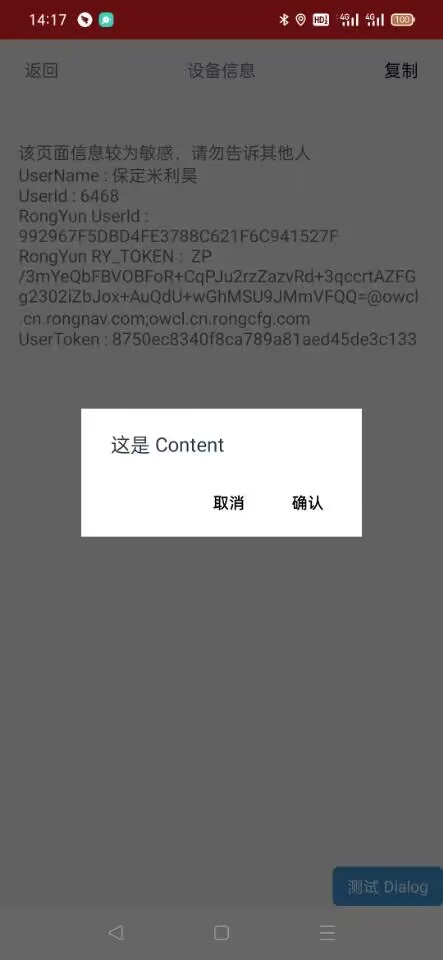 14:17 HD 4G 4G 100
返回 设备信息 复制
该页面信息较为敏感，请勿告诉其他人
UserName : 保定米利昊
UserId : 6468
RongYun UserId :
992967F5DBD4FE3788C621F6C941527F
RongYun RY_TOKEN : ZP
/3mYeQbFBVOBFoR+CqPJu2rzZazvRd+3qccrtAZFG
g2302iZbJox+AuQdU+wGhMSU9JMmVFQQ=@owcl
.cn.rongnav.com;owcl.cn.rongcfg.com
UserToken : 8750ec8340f8ca789a81aed45de3c133
这是 Content
取消 确认
测试 Dialog